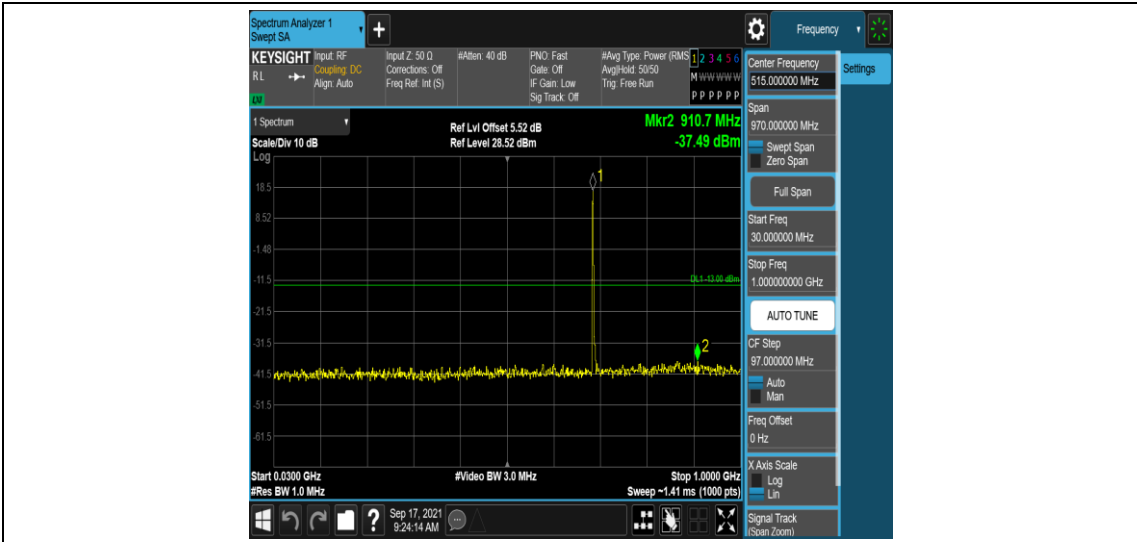 Spectrum Analyzer 1
Swept SA
+
Frequency
KEYSIGHT
RL
LXI
Input: RF
Coupling: DC
Align: Auto
Input Z: 50 Ω
Corrections: Off
Freq Ref: Int (S)
#Atten: 40 dB
PNO: Fast
Gate: Off
IF Gain: Low
Sig Track: Off
#Avg Type: Power (RMS
Avg|Hold: 50/50
Trig: Free Run
1 2 3 4 5 6
M W W W W W
P P P P P P
1 Spectrum
Scale/Div 10 dB
Log
Ref Lvl Offset 5.52 dB
Ref Level 28.52 dBm
Mkr2 910.7 MHz
-37.49 dBm
18.5
8.52
-1.48
-11.5
-21.5
-31.5
-41.5
-51.5
-61.5
1
DL1 -13.00 dBm
2
Start 0.0300 GHz
#Res BW 1.0 MHz
#Video BW 3.0 MHz
Stop 1.0000 GHz
Sweep ~1.41 ms (1000 pts)
Center Frequency
515.000000 MHz
Settings
Span
970.000000 MHz
Swept Span
Zero Span
Full Span
Start Freq
30.000000 MHz
Stop Freq
1.000000000 GHz
AUTO TUNE
CF Step
97.000000 MHz
Auto
Man
Freq Offset
0 Hz
X Axis Scale
Log
Lin
Signal Track
(Span Zoom)
?
Sep 17, 2021
9:24:14 AM